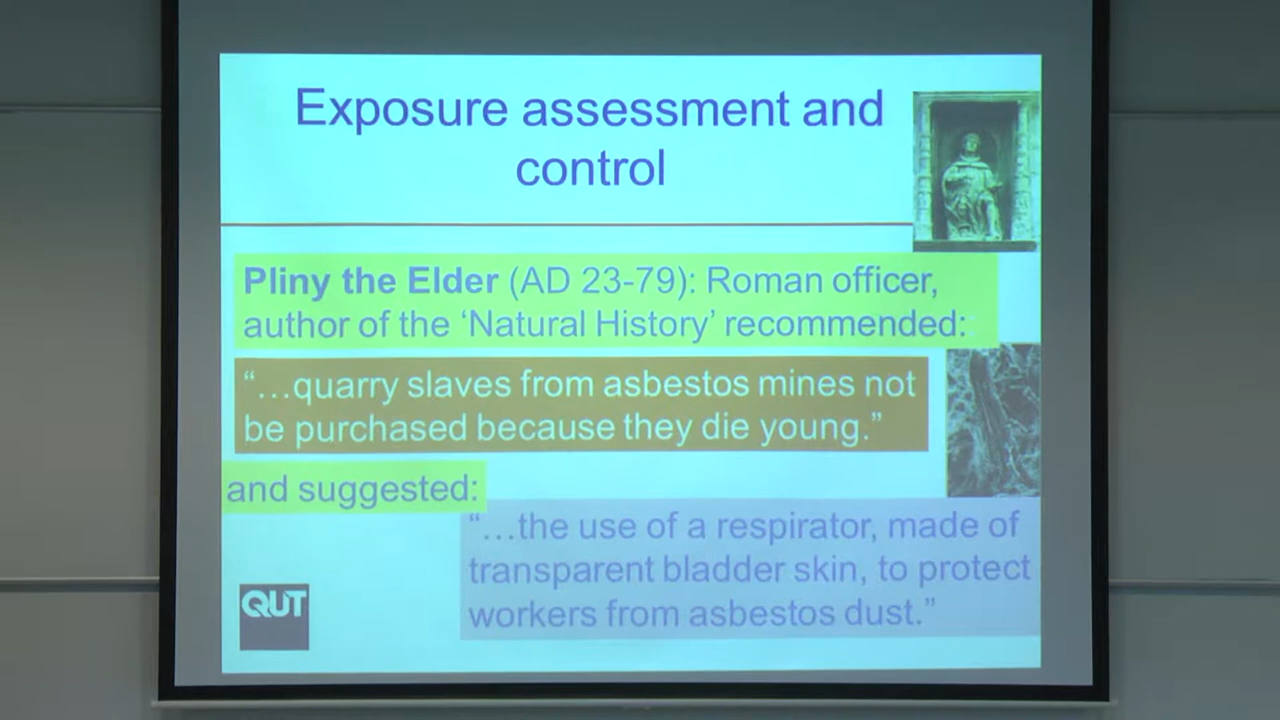 Exposure assessment and
control
Pliny the Elder (AD 23-79): Roman officer,
author of the ‘Natural History’ recommended:
“…quarry slaves from asbestos mines not
be purchased because they die young.”
and suggested:
“…the use of a respirator, made of
transparent bladder skin, to protect
workers from asbestos dust.”
QUT